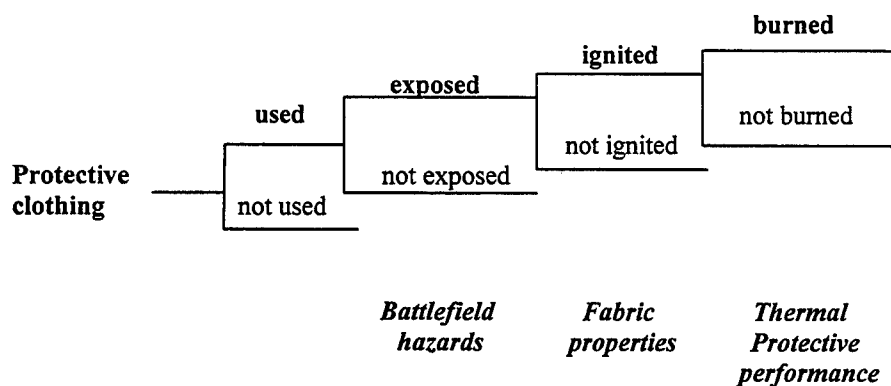 burned
ignited
exposed
used
not burned
not ignited
Protective
clothing
not exposed
not used
Battlefield
hazards
Fabric
properties
Thermal
Protective
performance